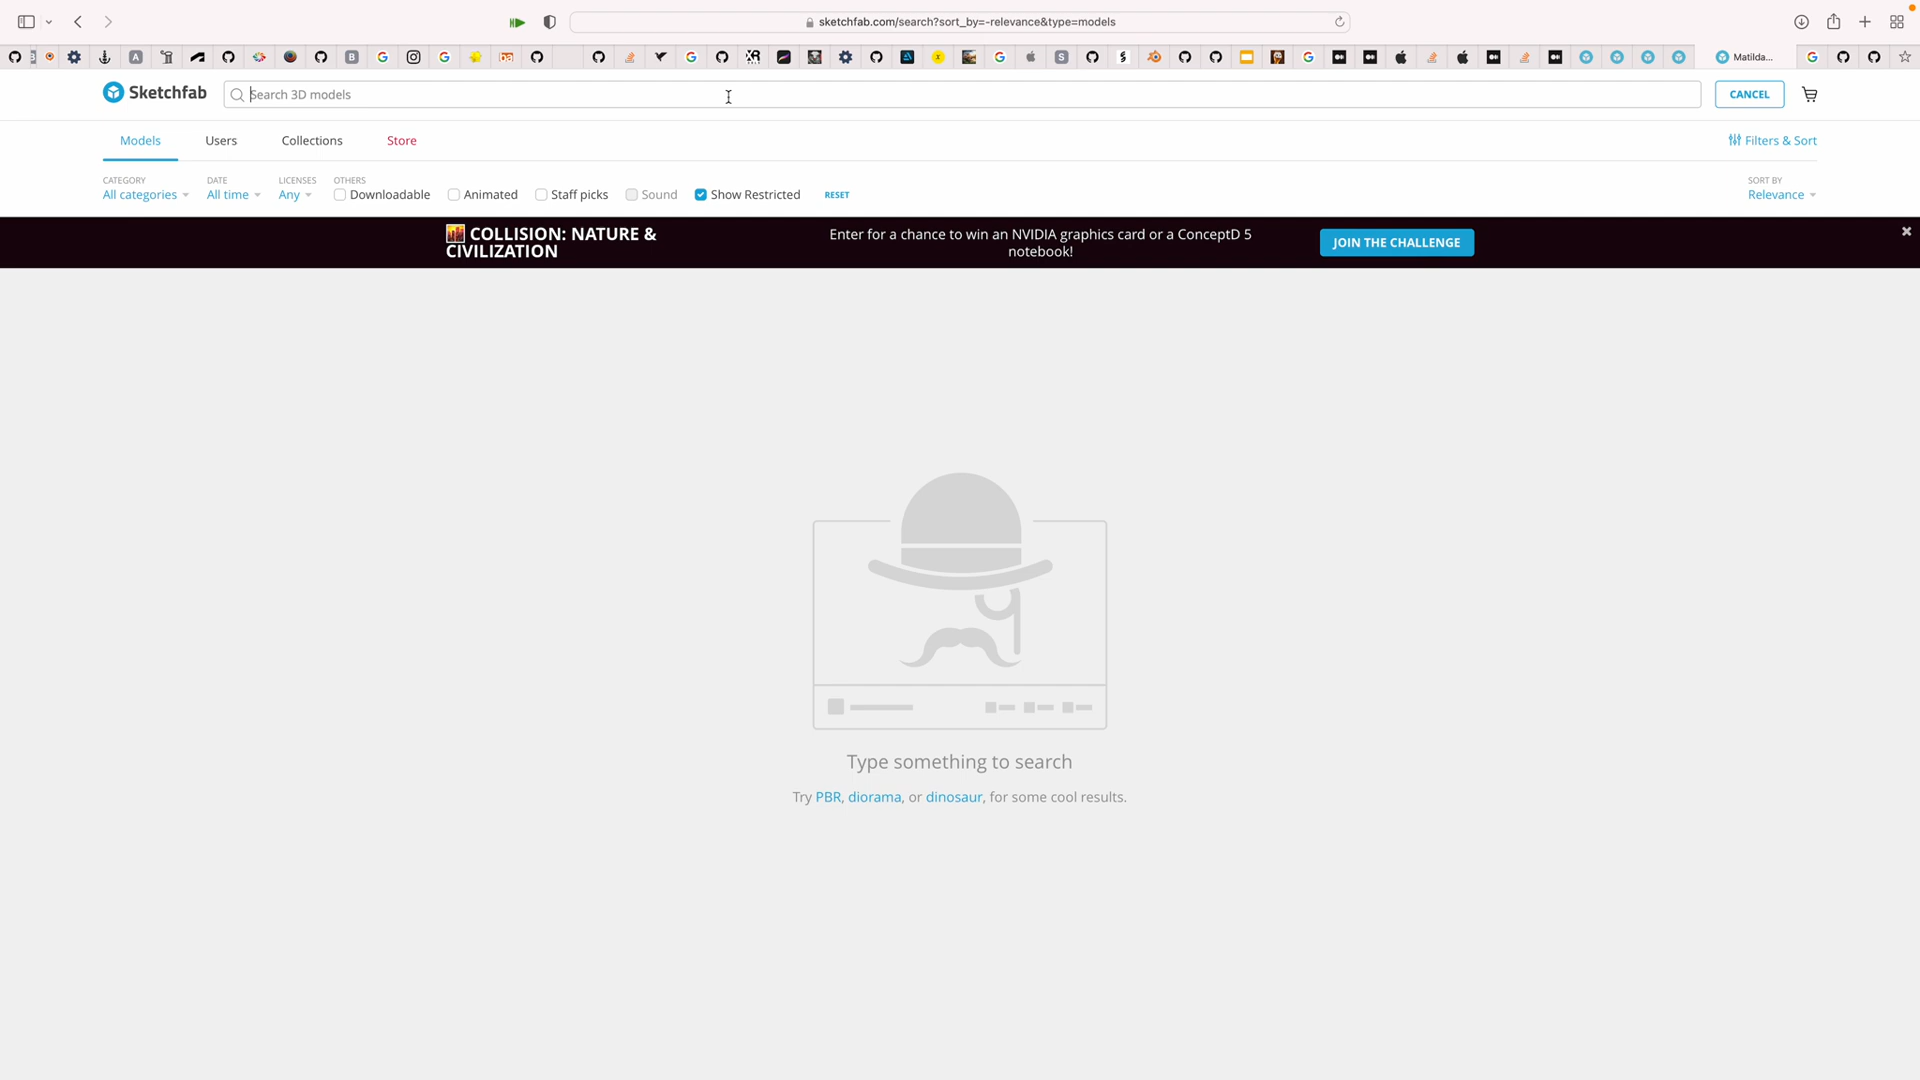 sketchfab.com/search?sort_by=-relevance&type=models
Matilda...
Sketchfab
Search 3D models
CANCEL
Models Users Collections Store
Filters & Sort
CATEGORY DATE LICENSES OTHERS
SORT BY
All categories All time Any Downloadable Animated Staff picks Sound Show Restricted RESET
Relevance
COLLISION: NATURE &
CIVILIZATION
Enter for a chance to win an NVIDIA graphics card or a ConceptD 5
notebook!
JOIN THE CHALLENGE
Type something to search
Try PBR, diorama, or dinosaur, for some cool results.